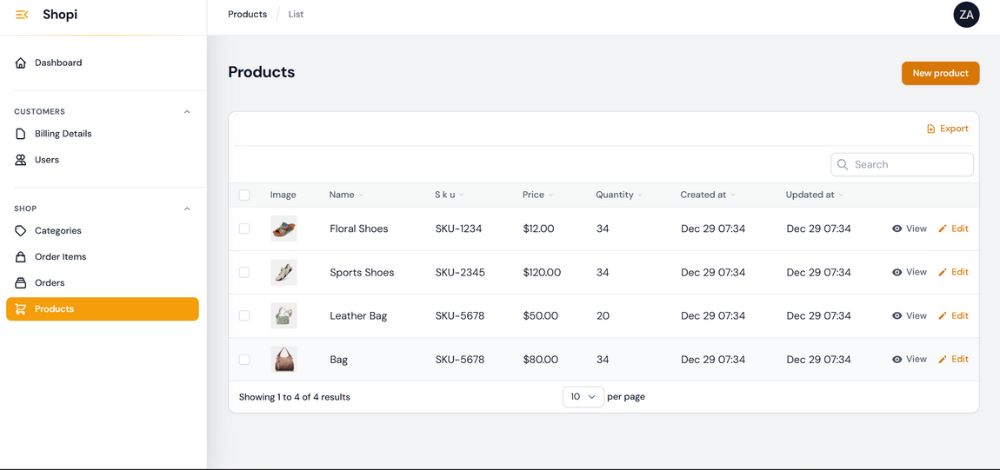 Shopi
Products / List
ZA
Dashboard
CUSTOMERS
Billing Details
Users
SHOP
Categories
Order Items
Orders
Products
Products
New product
Export
Search
Image Name S k u Price Quantity Created at Updated at
Floral Shoes SKU-1234 $12.00 34 Dec 29 07:34 Dec 29 07:34 View Edit
Sports Shoes SKU-2345 $120.00 34 Dec 29 07:34 Dec 29 07:34 View Edit
Leather Bag SKU-5678 $50.00 20 Dec 29 07:34 Dec 29 07:34 View Edit
Bag SKU-5678 $80.00 34 Dec 29 07:34 Dec 29 07:34 View Edit
Showing 1 to 4 of 4 results 10 per page